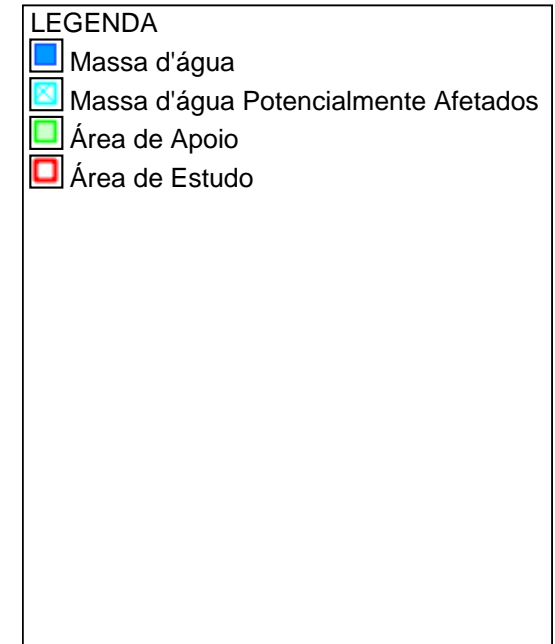 LEGENDA
Massa d'água
Massa d'água Potencialmente Afetados
Área de Apoio
Área de Estudo